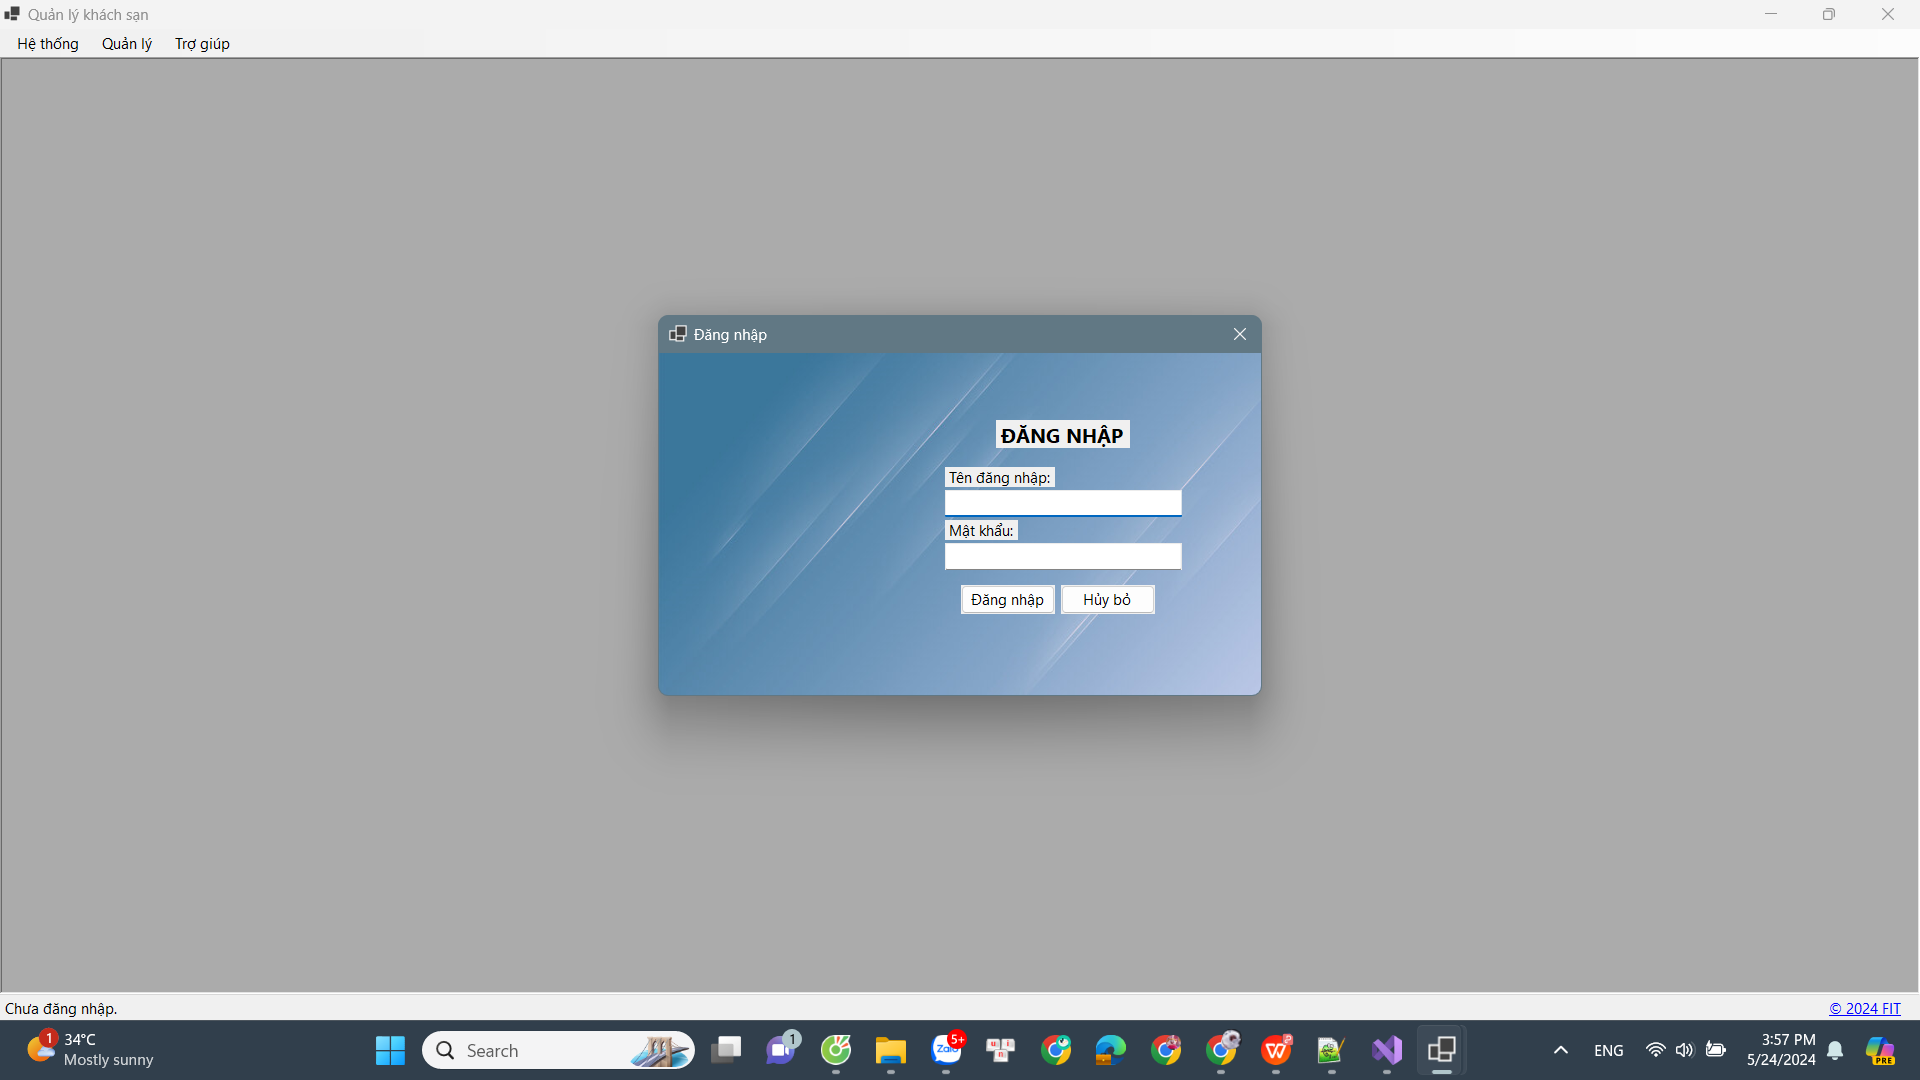 Quản lý khách sạn
Hệ thống Quản lý Trợ giúp
Đăng nhập
ĐĂNG NHẬP
Tên đăng nhập:
Mật khẩu:
Đăng nhập Hủy bỏ
Chưa đăng nhập.
© 2024 FIT
1
34°C
Mostly sunny
Search
1
Zalo
5+
ENG
3:57 PM
5/24/2024
PRE